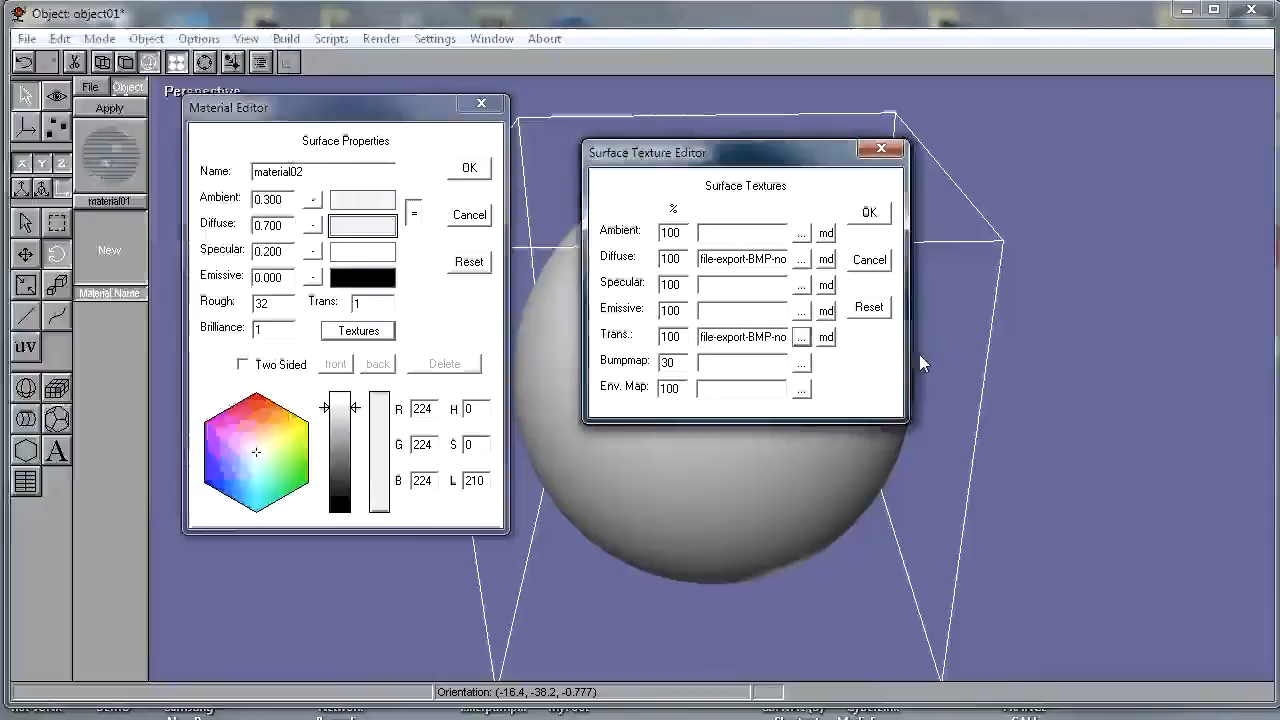 Object: object01*
File Edit Mode Object Options View Build Scripts Render Settings Window About
File Object
Apply
material01
New
Material Name
X Y Z
uv
A
Perspective
Material Editor
Surface Properties
Name: material02
OK
Ambient: 0.300 - =
Diffuse: 0.700 -
Cancel
Specular: 0.200 -
Reset
Emissive: 0.000 -
Rough: 32 Trans: 1
Brilliance: 1 Textures
Two Sided front back Delete
R 224 H 0
G 224 S 0
B 224 L 210
Surface Texture Editor
Surface Textures
%
OK
Ambient: 100 ... md
Diffuse: 100 file-export-BMP-no ... md
Cancel
Specular: 100 ... md
Emissive: 100 ... md
Reset
Trans.: 100 file-export-BMP-no ... md
Bumpmap: 30 ...
Env. Map: 100 ...
Orientation: (-16.4, -38.2, -0.777)